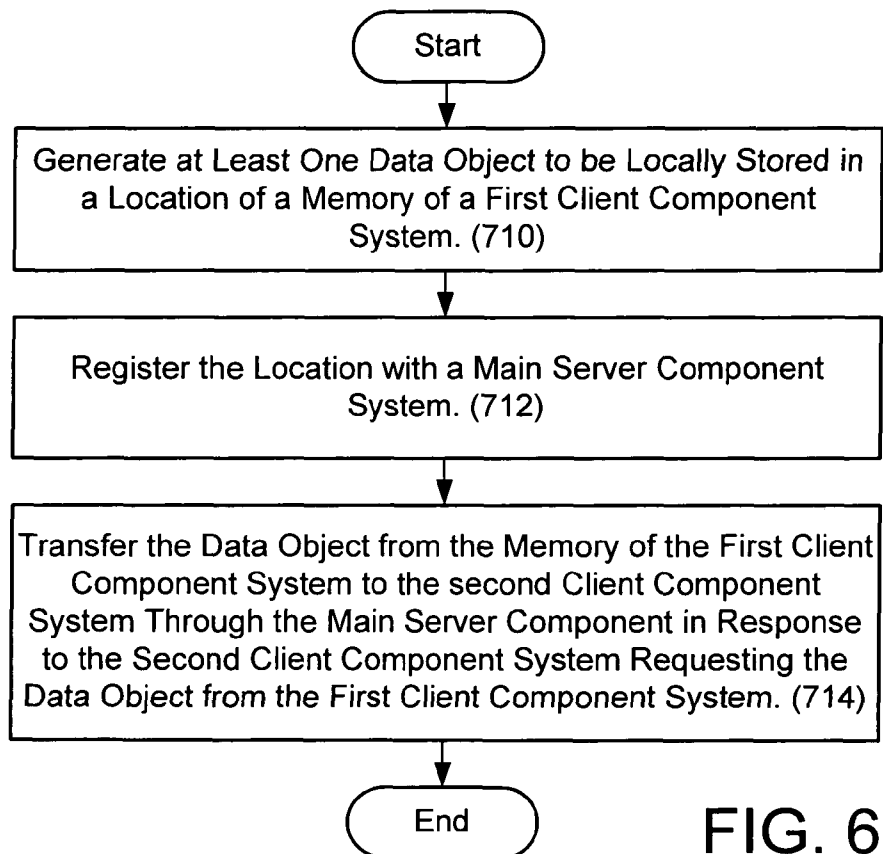 Start
Generate at Least One Data Object to be Locally Stored in
a Location of a Memory of a First Client Component
System. (710)
Register the Location with a Main Server Component
System. (712)
Transfer the Data Object from the Memory of the First Client
Component System to the second Client Component
System Through the Main Server Component in Response
to the Second Client Component System Requesting the
Data Object from the First Client Component System. (714)
End
FIG. 6